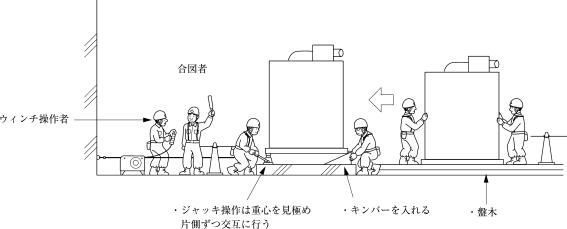 合図者
ウィンチ操作者
・ジャッキ操作は重心を見極め
片側ずつ交互に行う
・キンバーを入れる
・盤木